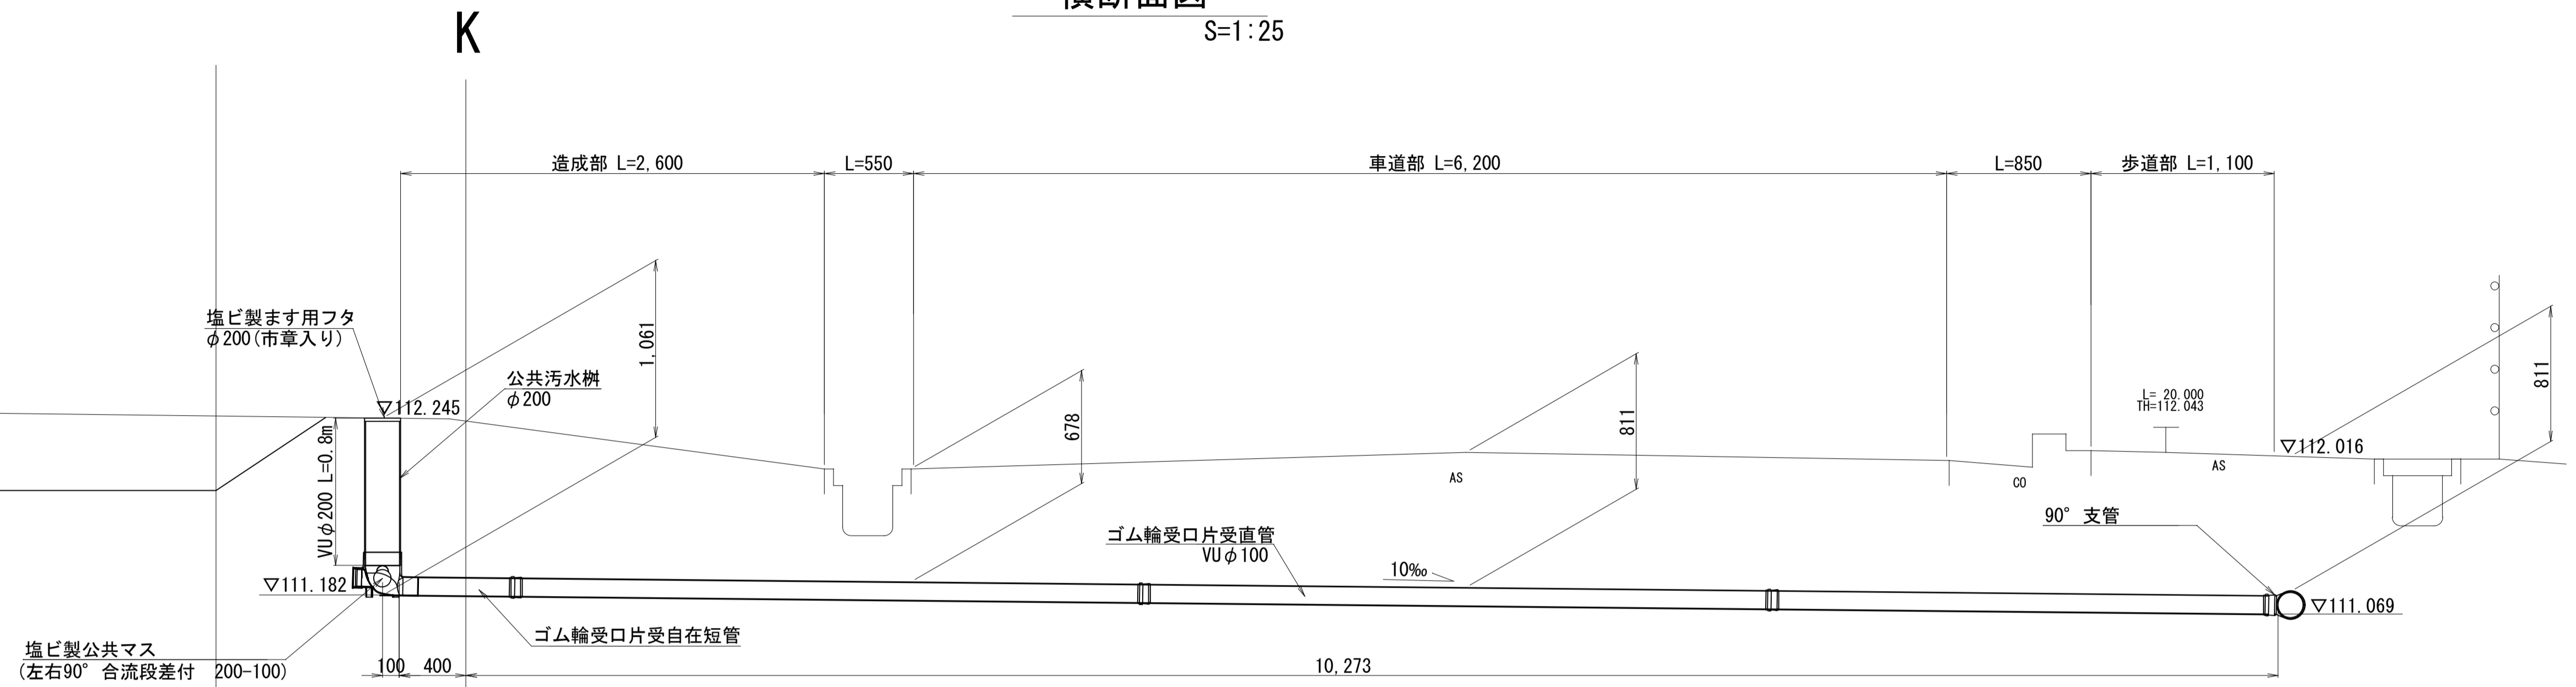 K
S=1:25
造成部 L=2,600
L=550
車道部 L=6,200
L=850
歩道部 L=1,100
塩ビ製ます用フタ
φ200(市章入り)
1,061
公共汚水桝
φ200
▽112.245
VUφ200 L=0.8m
678
811
L= 20.000
TH=112.043
811
▽112.016
AS
CO
AS
ゴム輪受口片受直管
VUφ100
10‰
90° 支管
▽111.182
▽111.069
ゴム輪受口片受自在短管
塩ビ製公共マス
(左右90° 合流段差付 200-100)
100
400
10,273